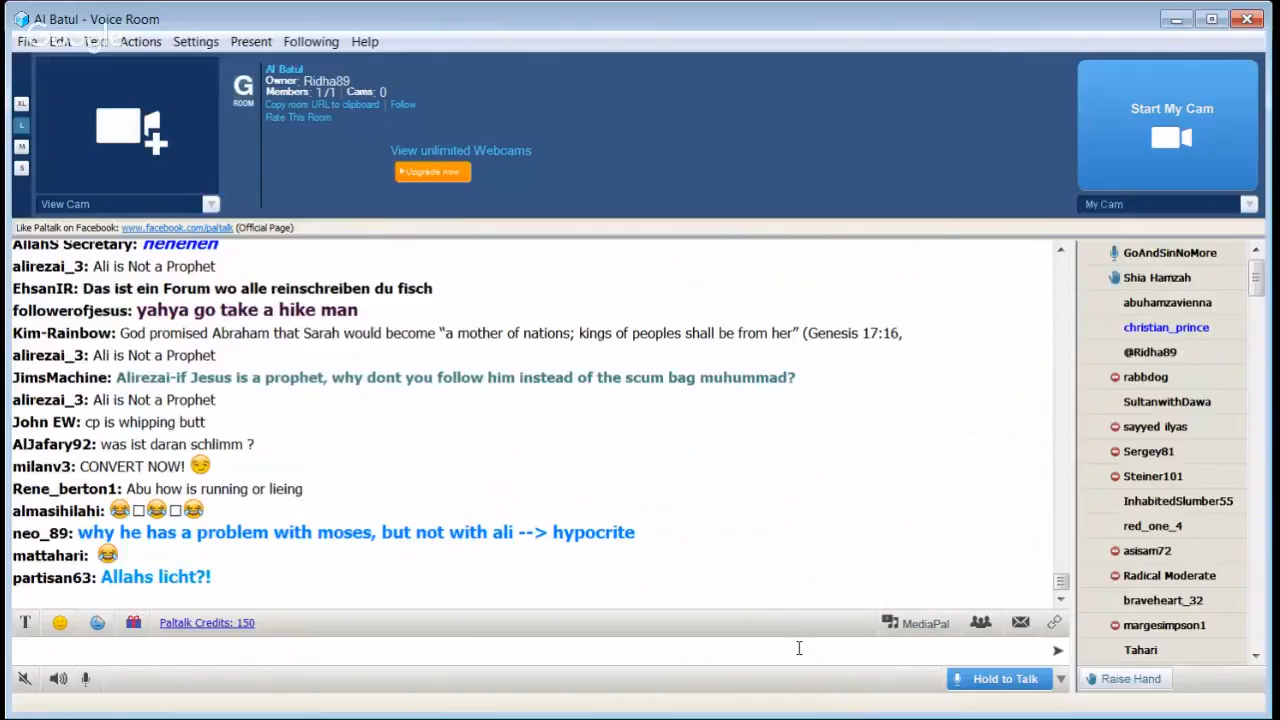 Al Batul - Voice Room
Google
File Edit Text Actions Settings Present Following Help
Al Batul
Owner: Ridha89
Members: 1/1 Cams: 0
Copy room URL to clipboard | Follow
Rate This Room
G
ROOM
XL
L
M
S
View unlimited Webcams
Upgrade now
Start My Cam
View Cam
My Cam
Like Paltalk on Facebook: www.facebook.com/paltalk (Official Page)
AllahS Secretary: heheheh
alirezai_3: Ali is Not a Prophet
EhsanIR: Das ist ein Forum wo alle reinschreiben du fisch
followerofjesus: yahya go take a hike man
Kim-Rainbow: God promised Abraham that Sarah would become “a mother of nations; kings of peoples shall be from her” (Genesis 17:16,
alirezai_3: Ali is Not a Prophet
JimsMachine: Alirezai-if Jesus is a prophet, why dont you follow him instead of the scum bag muhummad?
alirezai_3: Ali is Not a Prophet
John EW: cp is whipping butt
AlJafary92: was ist daran schlimm ?
milanv3: CONVERT NOW! 😏
Rene_berton1: Abu how is running or lieing
almasihilahi: 😂□😂□😂
neo_89: why he has a problem with moses, but not with ali --> hypocrite
mattahari: 😂
partisan63: Allahs licht?!
GoAndSinNoMore
Shia Hamzah
abuhamzavienna
christian_prince
@Ridha89
rabbdog
SultanwithDawa
sayyed ilyas
Sergey81
Steiner101
InhabitedSlumber55
red_one_4
asisam72
Radical Moderate
braveheart_32
margesimpson1
Tahari
T Paltalk Credits: 150 MediaPal
Hold to Talk
Raise Hand